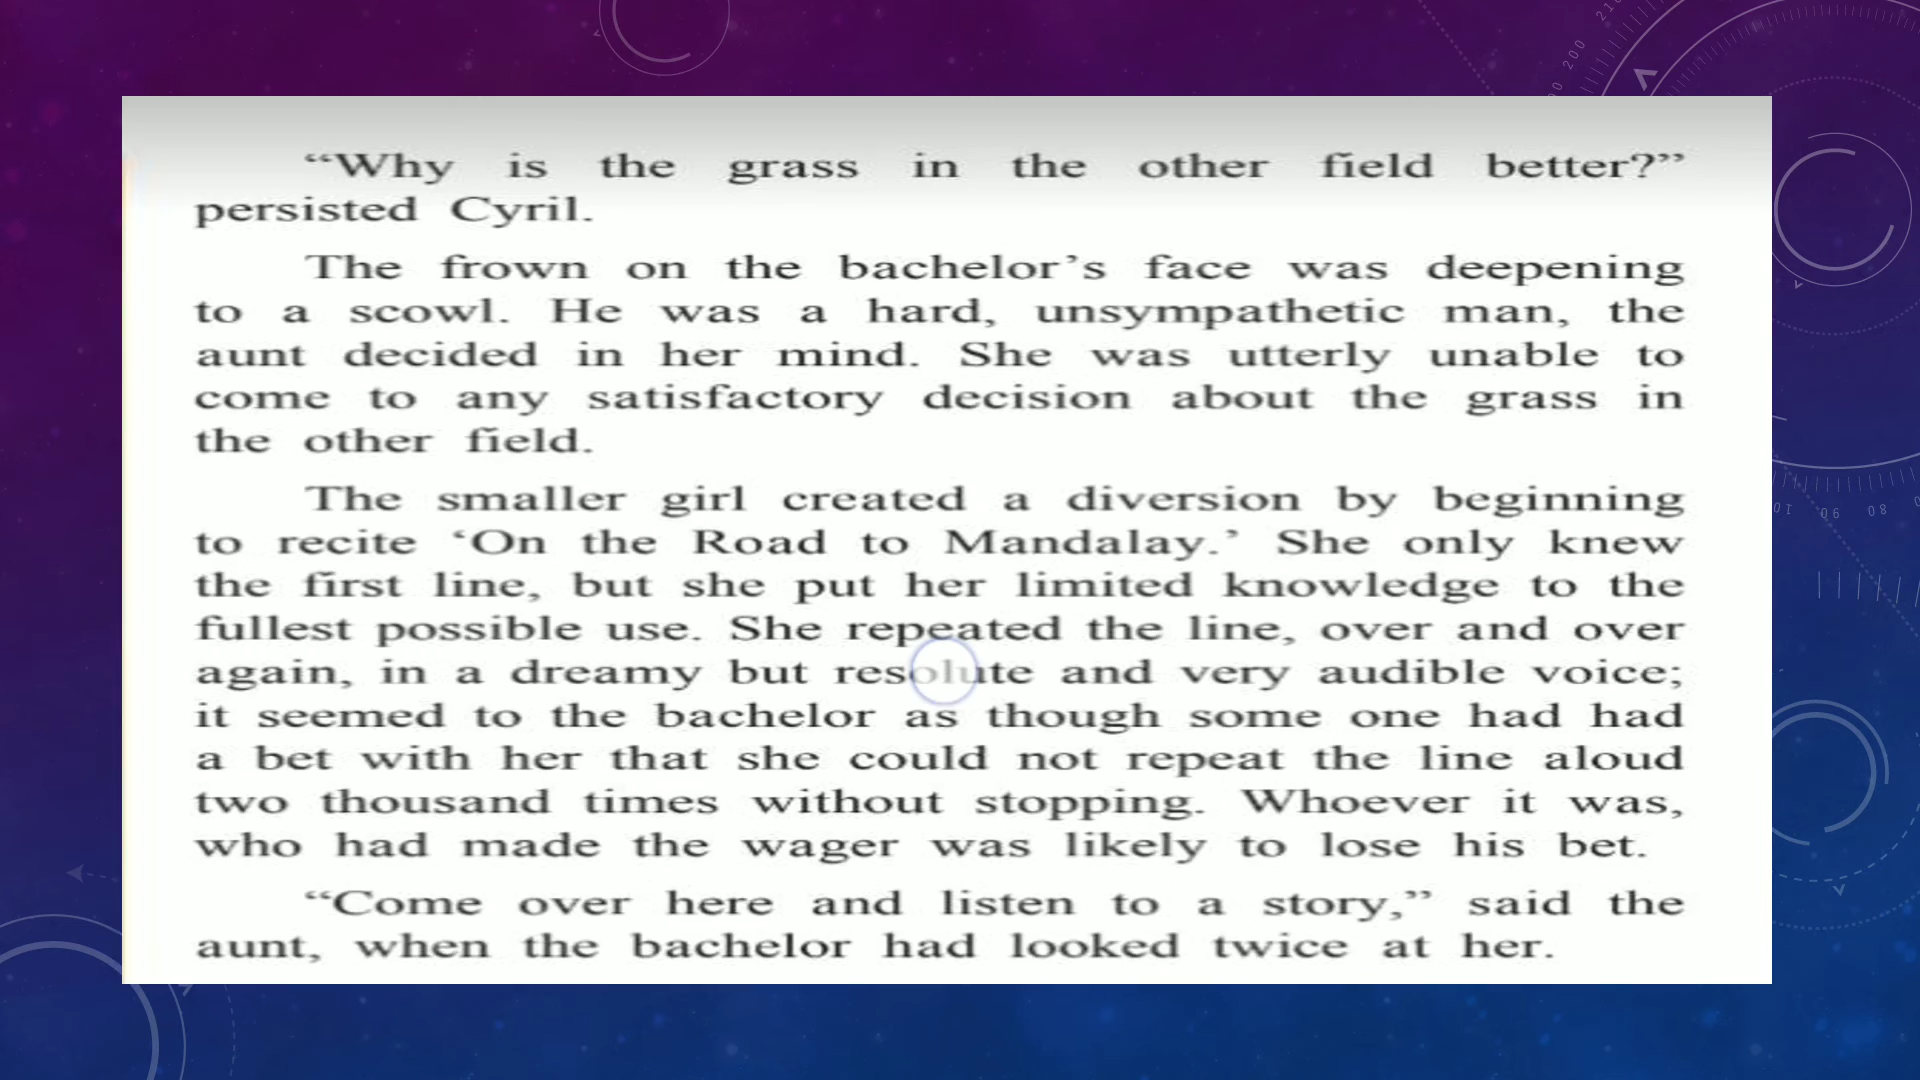 “Why is the grass in the other field better?”
persisted Cyril.
The frown on the bachelor’s face was deepening
to a scowl. He was a hard, unsympathetic man, the
aunt decided in her mind. She was utterly unable to
come to any satisfactory decision about the grass in
the other field.
The smaller girl created a diversion by beginning
to recite ‘On the Road to Mandalay.’ She only knew
the first line, but she put her limited knowledge to the
fullest possible use. She repeated the line, over and over
again, in a dreamy but resolute and very audible voice;
it seemed to the bachelor as though some one had had
a bet with her that she could not repeat the line aloud
two thousand times without stopping. Whoever it was,
who had made the wager was likely to lose his bet.
“Come over here and listen to a story,” said the
aunt, when the bachelor had looked twice at her.